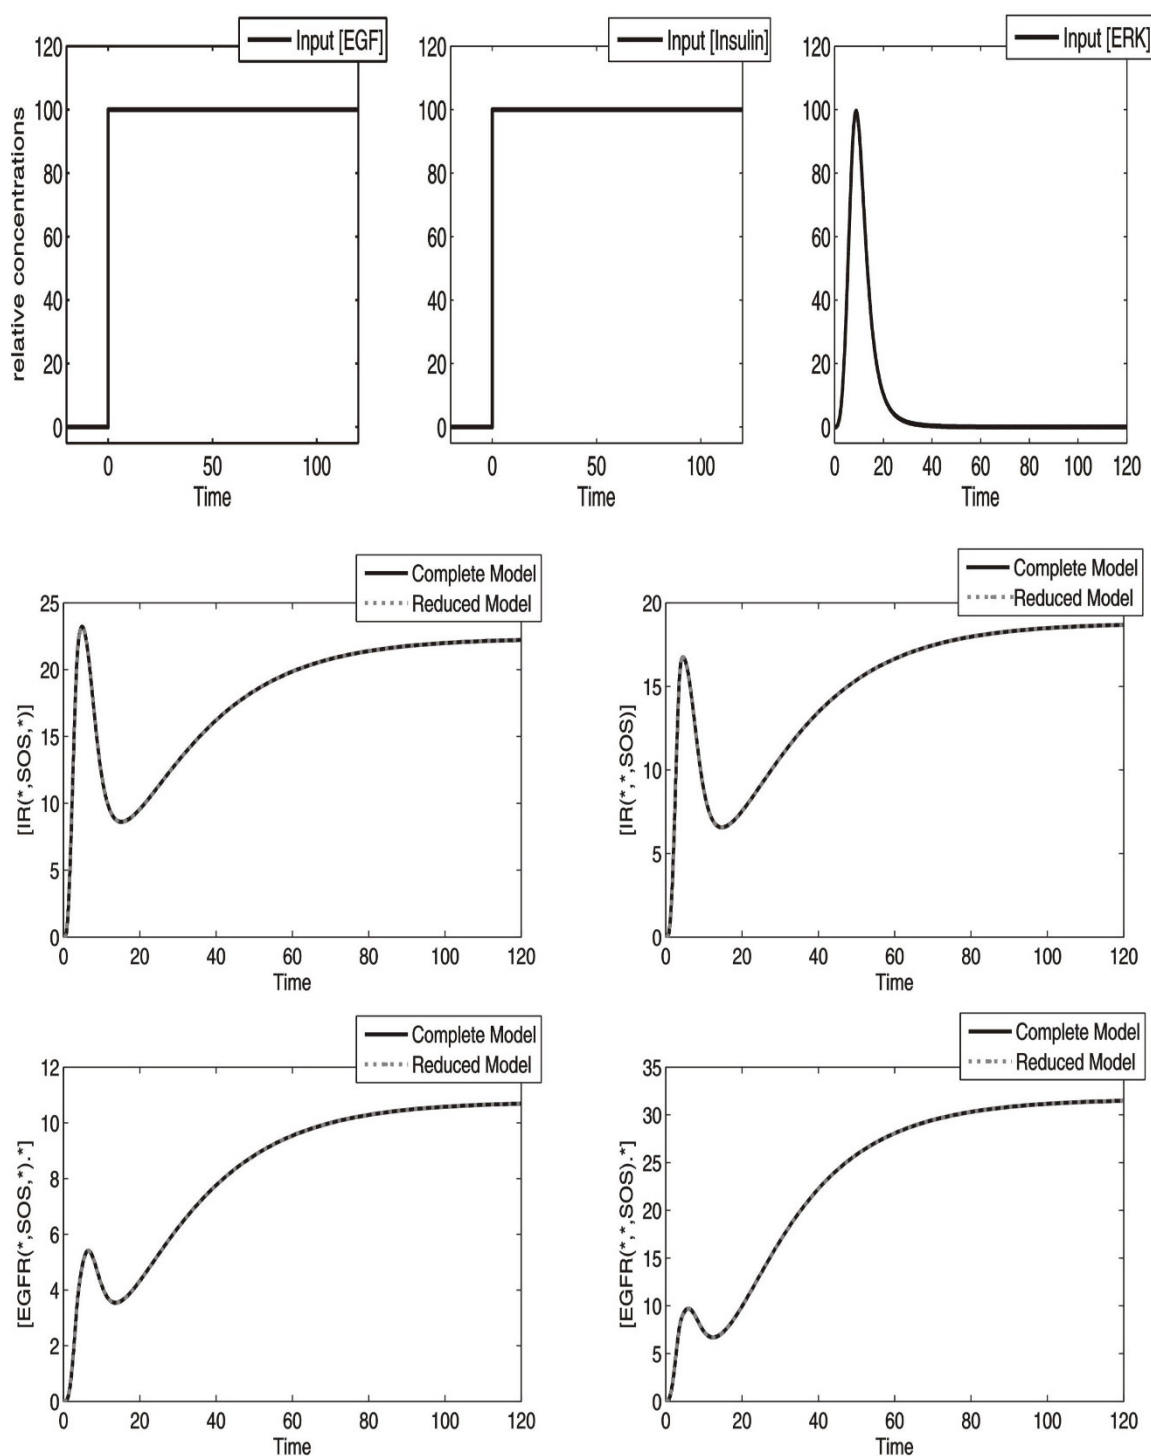 Input [EGF]
120
100
80
60
40
20
0
relative concentrations
0 50 100
Time
Input [Insulin]
120
100
80
60
40
20
0
0 50 100
Time
Input [ERK]
120
100
80
60
40
20
0
0 20 40 60 80 100 120
Time
Complete Model
Reduced Model
25
20
15
10
5
0
[IR(*,SOS,*)]
0 20 40 60 80 100 120
Time
Complete Model
Reduced Model
20
15
10
5
0
[IR(*,*,SOS)]
0 20 40 60 80 100 120
Time
Complete Model
Reduced Model
12
10
8
6
4
2
0
[EGFR(*,SOS,*).*]
0 20 40 60 80 100 120
Time
Complete Model
Reduced Model
35
30
25
20
15
10
5
0
[EGFR(*,*,SOS).*]
0 20 40 60 80 100 120
Time